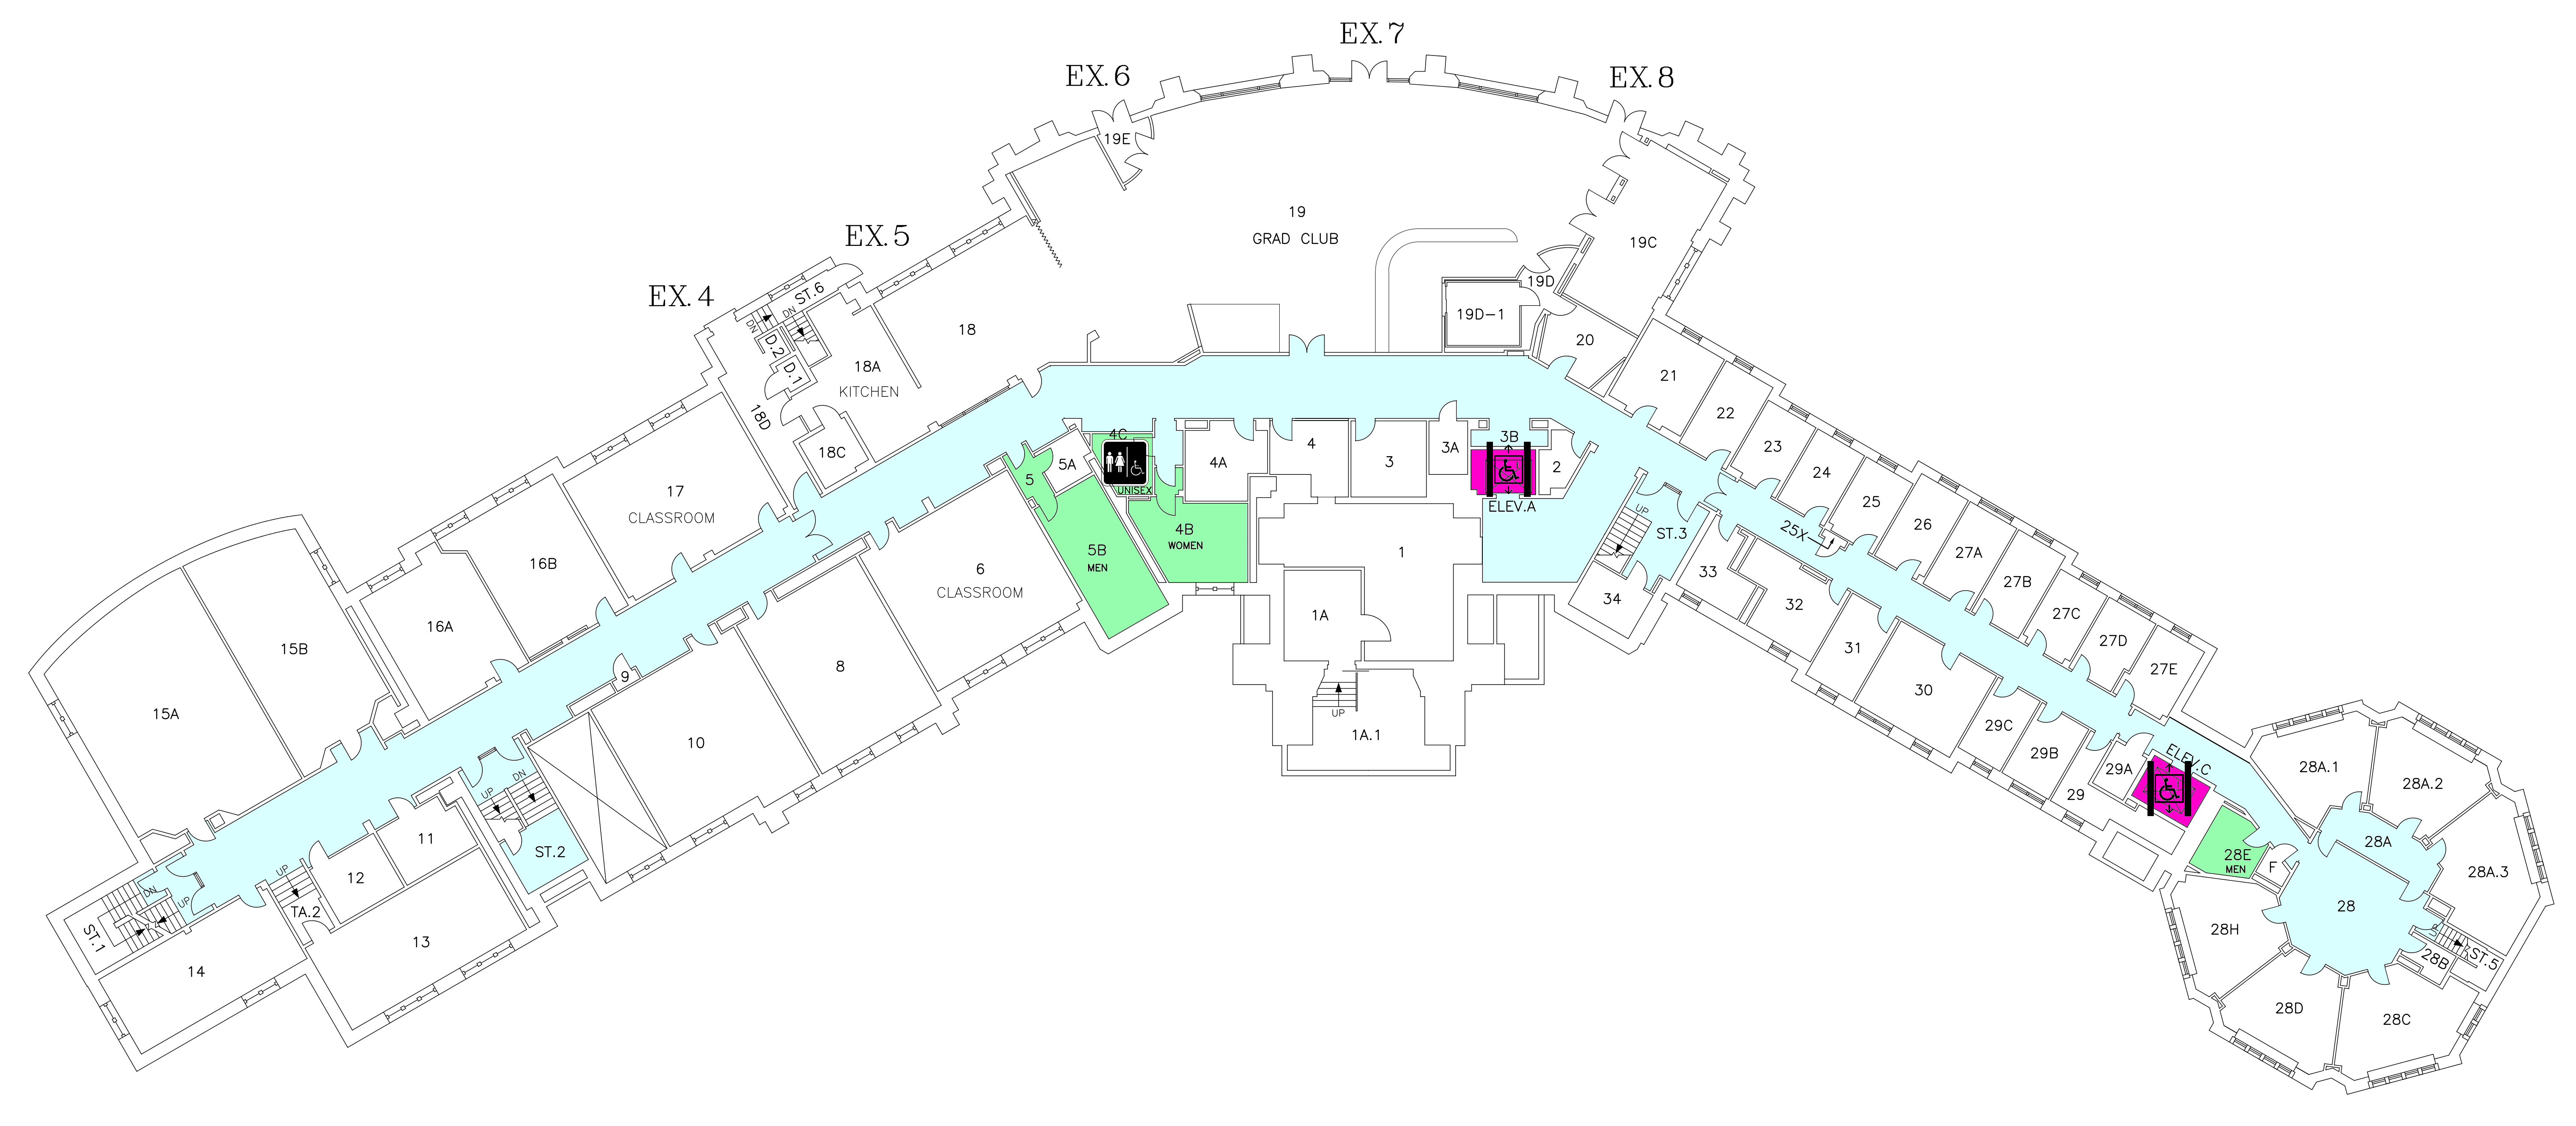 EX.7
EX.6
EX.8
19E
19
GRAD CLUB
19C
EX.5
EX.4
ST.6
DN
DN
D.2
D.1
18
18A
KITCHEN
18C
18D
19D
19D-1
20
21
22
23
24
25
25X
26
27A
27B
27C
27D
27E
17
CLASSROOM
16B
16A
15B
15A
4C
UNISEX
5A
5
5B
MEN
4B
WOMEN
4A
4
3
3A
3B
ELEV.A
2
1
1A
UP
1A.1
UP
ST.3
34
33
32
31
30
29C
29B
29A
29
ELEV.C
6
CLASSROOM
8
9
10
UP
DN
ST.2
11
12
UP
TA.2
13
14
DN
UP
ST.1
28A.1
28A.2
28A
28A.3
28E
MEN
F
28
28H
28B
ST.5
28D
28C